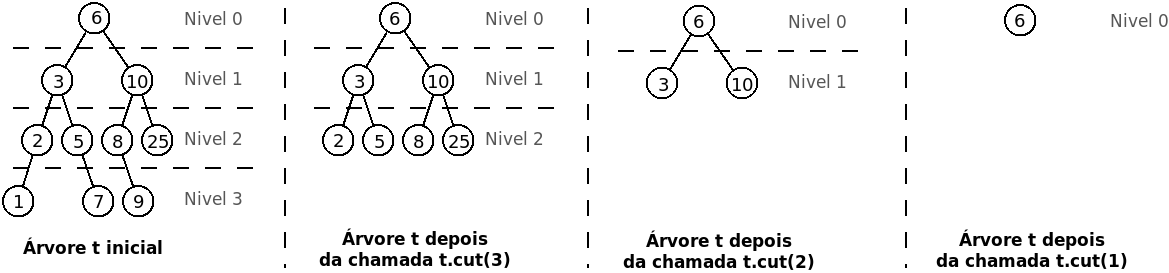 6 Nivel 0
3 10 Nivel 1
2 5 8 25 Nivel 2
1 7 9 Nivel 3
Árvore t inicial
6 Nivel 0
3 10 Nivel 1
2 5 8 25 Nivel 2
Árvore t depois
da chamada t.cut(3)
6 Nivel 0
3 10 Nivel 1
Árvore t depois
da chamada t.cut(2)
6 Nivel 0
Árvore t depois
da chamada t.cut(1)